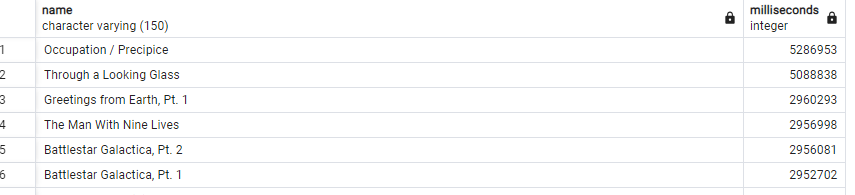 name milliseconds
character varying (150) integer
1 Occupation / Precipice 5286953
2 Through a Looking Glass 5088838
3 Greetings from Earth, Pt. 1 2960293
4 The Man With Nine Lives 2956998
5 Battlestar Galactica, Pt. 2 2956081
6 Battlestar Galactica, Pt. 1 2952702